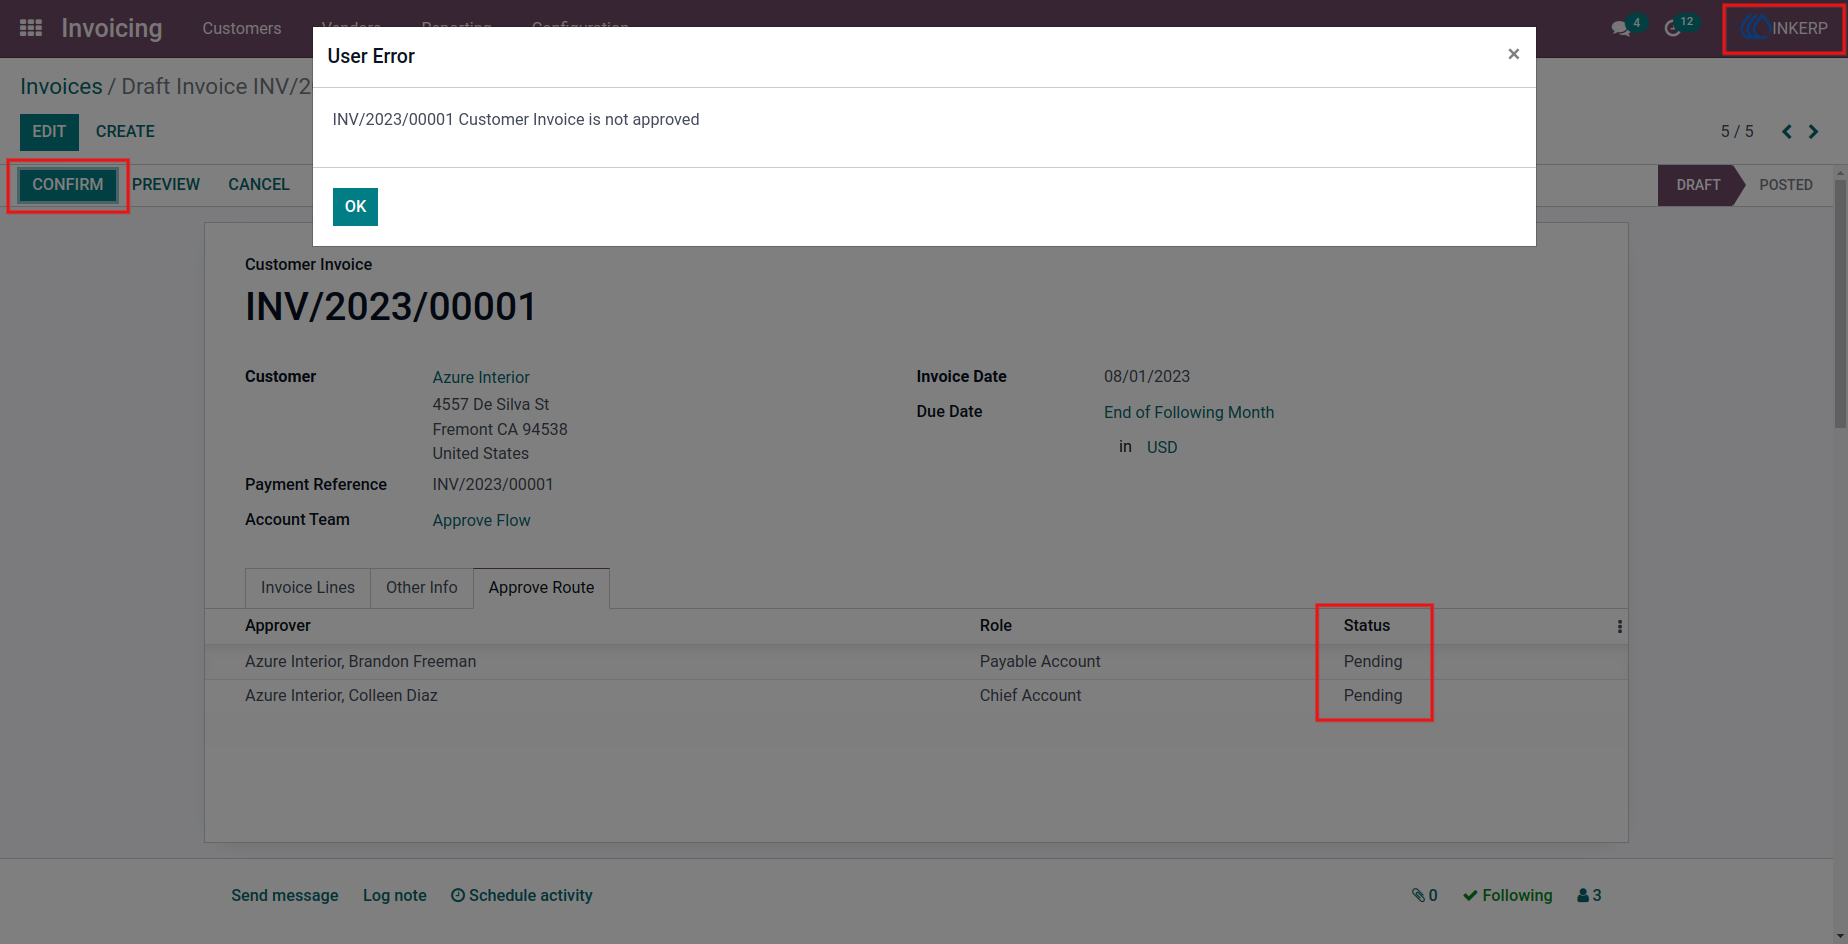 Invoicing Customers Vendors Reporting Configuration 4 12 INKERP
User Error ×
Invoices / Draft Invoice INV/2
INV/2023/00001 Customer Invoice is not approved
EDIT CREATE 5 / 5
CONFIRM PREVIEW CANCEL DRAFT POSTED
OK
Customer Invoice
INV/2023/00001
Customer Azure Interior Invoice Date 08/01/2023
4557 De Silva St Due Date End of Following Month
Fremont CA 94538 in USD
United States
Payment Reference INV/2023/00001
Account Team Approve Flow
Invoice Lines Other Info Approve Route
Approver Role Status
Azure Interior, Brandon Freeman Payable Account Pending
Azure Interior, Colleen Diaz Chief Account Pending
Send message Log note Schedule activity 0 Following 3